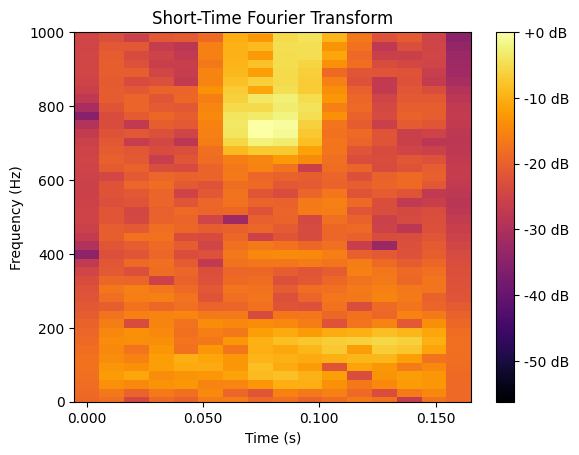 Short-Time Fourier Transform
1000
800
600
400
200
0
Frequency (Hz)
0.000
0.050
0.100
0.150
Time (s)
+0 dB
-10 dB
-20 dB
-30 dB
-40 dB
-50 dB